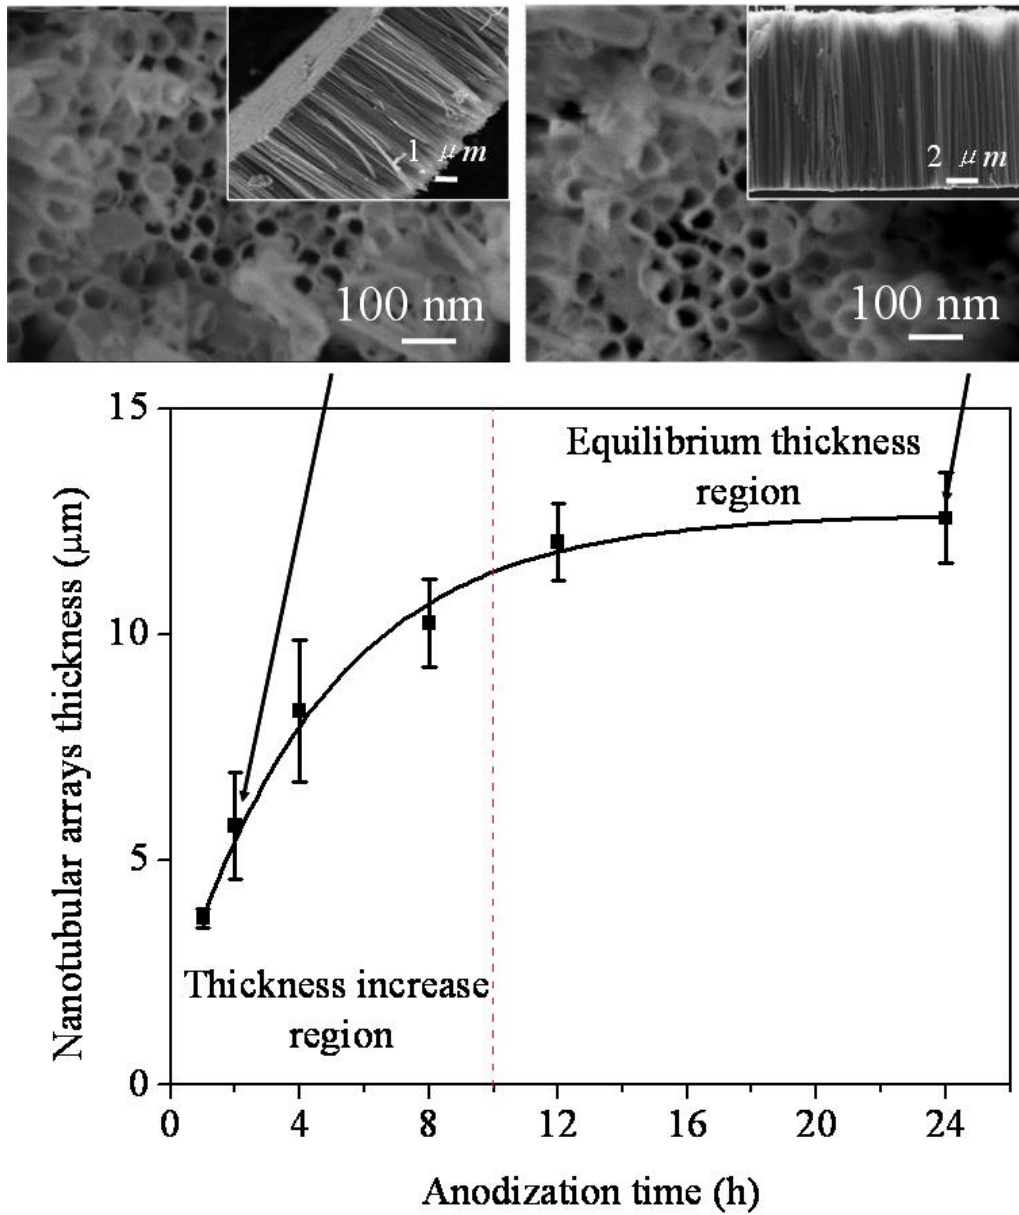 1 μm
100 nm
2 μm
100 nm
15
10
5
0
Nanotubular arrays thickness (μm)
Equilibrium thickness
region
Thickness increase
region
0 4 8 12 16 20 24
Anodization time (h)